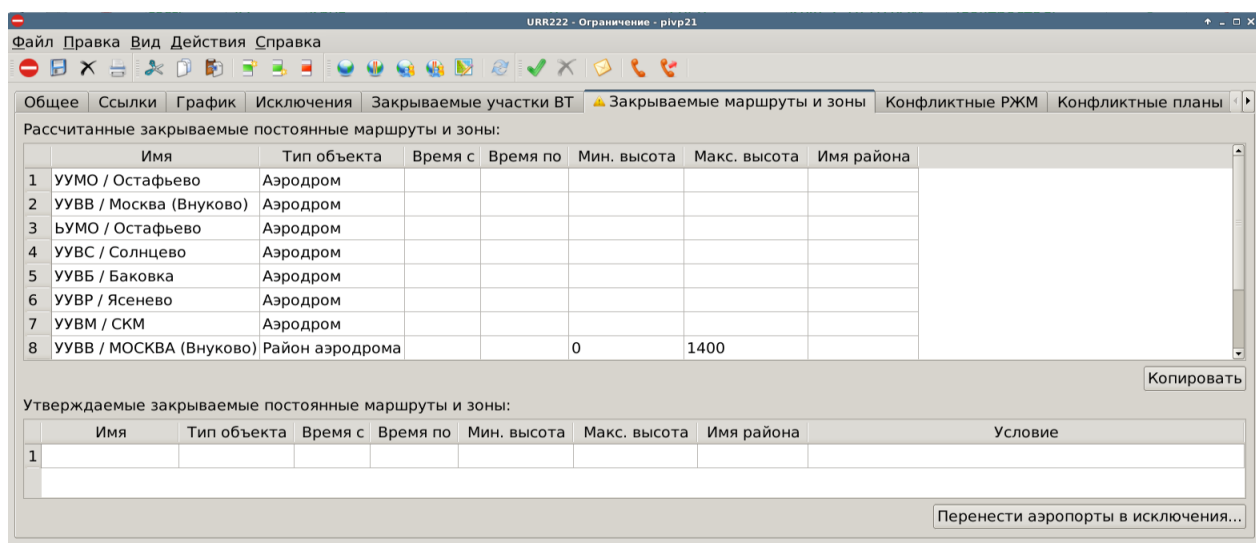 URR222 - Ограничение - pivp21
Файл Правка Вид Действия Справка
Общее Ссылки График Исключения Закрываемые участки ВТ Закрываемые маршруты и зоны Конфликтные РЖМ Конфликтные планы
Рассчитанные закрываемые постоянные маршруты и зоны:
Имя Тип объекта Время с Время по Мин. высота Макс. высота Имя района
1 УУМО / Остафьево Аэродром
2 УУВВ / Москва (Внуково) Аэродром
3 ЬУМО / Остафьево Аэродром
4 УУВС / Солнцево Аэродром
5 УУВБ / Баковка Аэродром
6 УУВР / Ясенево Аэродром
7 УУВМ / СКМ Аэродром
8 УУВВ / МОСКВА (Внуково) Район аэродрома 0 1400
Копировать
Утверждаемые закрываемые постоянные маршруты и зоны:
Имя Тип объекта Время с Время по Мин. высота Макс. высота Имя района Условие
1
Перенести аэропорты в исключения...